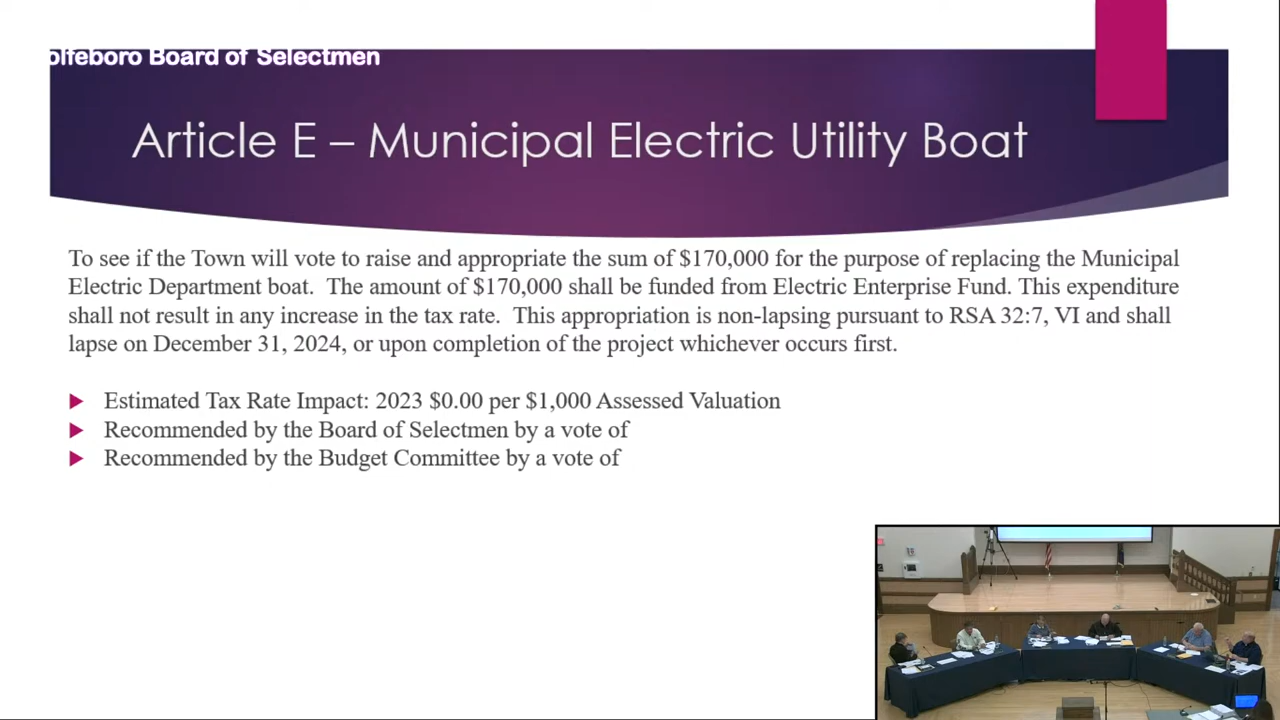 olfeboro Board of Selectmen
Article E – Municipal Electric Utility Boat
To see if the Town will vote to raise and appropriate the sum of $170,000 for the purpose of replacing the Municipal
Electric Department boat.  The amount of $170,000 shall be funded from Electric Enterprise Fund. This expenditure
shall not result in any increase in the tax rate.  This appropriation is non-lapsing pursuant to RSA 32:7, VI and shall
lapse on December 31, 2024, or upon completion of the project whichever occurs first.
Estimated Tax Rate Impact: 2023 $0.00 per $1,000 Assessed Valuation
Recommended by the Board of Selectmen by a vote of
Recommended by the Budget Committee by a vote of